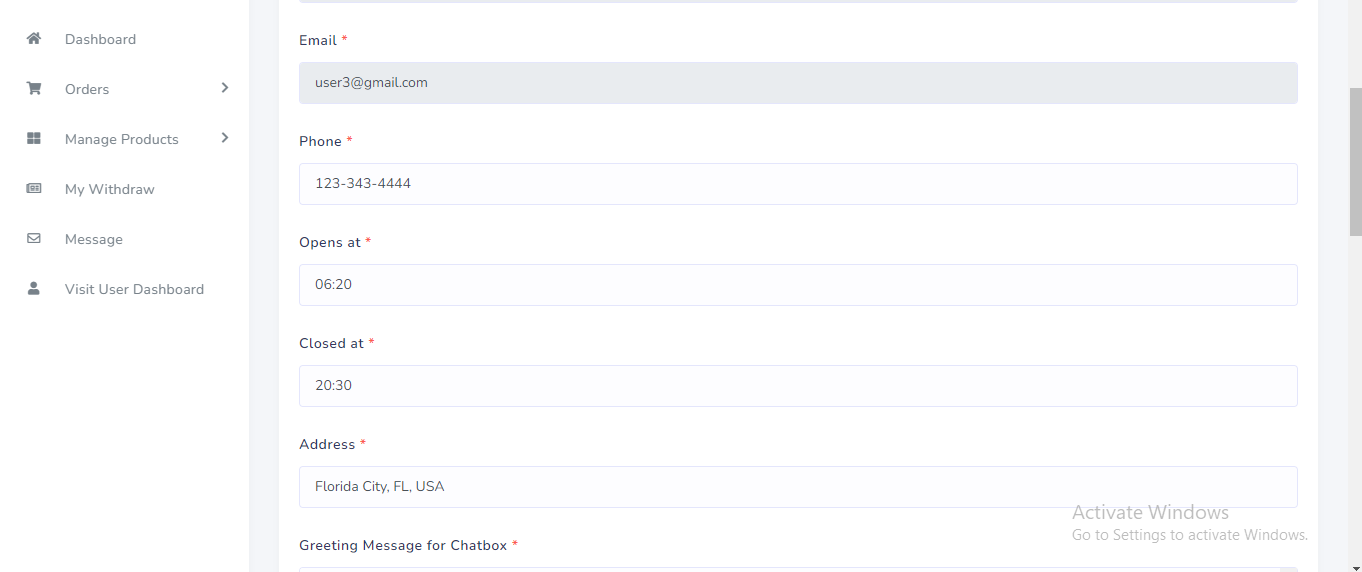 Dashboard
Orders
Manage Products
My Withdraw
Message
Visit User Dashboard
Email *
user3@gmail.com
Phone *
123-343-4444
Opens at *
06:20
Closed at *
20:30
Address *
Florida City, FL, USA
Greeting Message for Chatbox *
Activate Windows
Go to Settings to activate Windows.